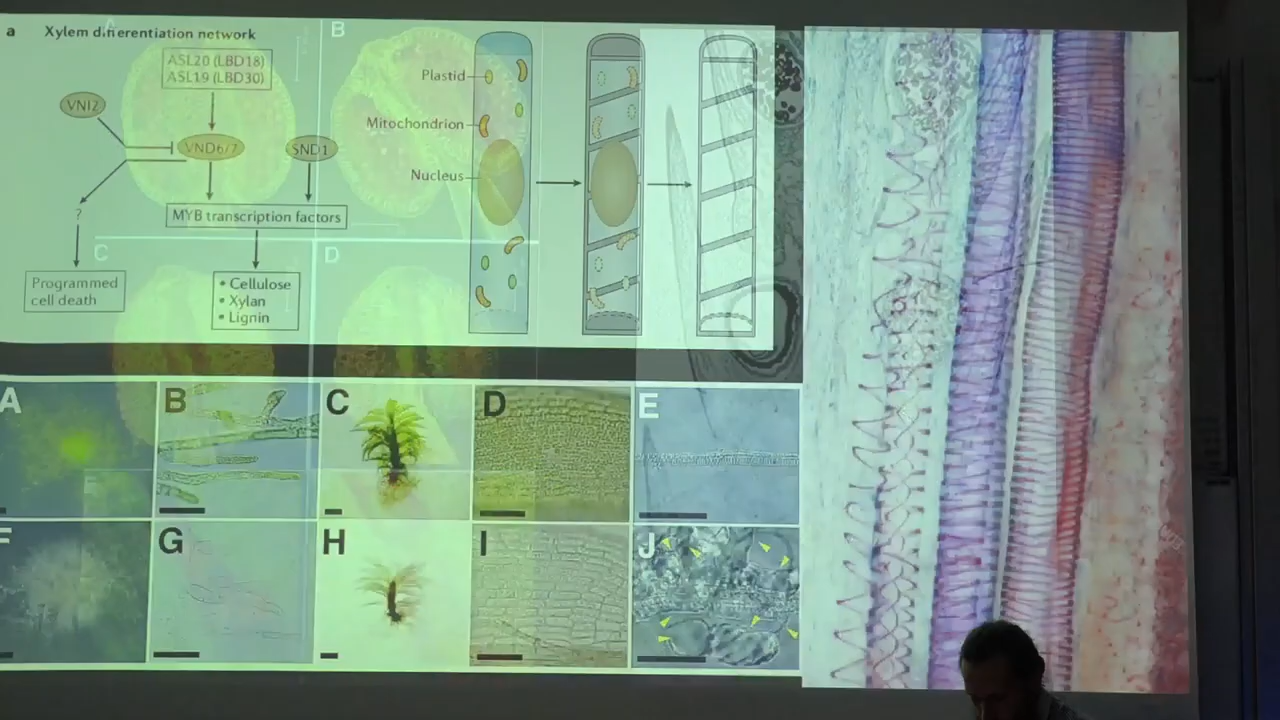 a Xylem differentiation network
ASL20 (LBD18)
ASL19 (LBD30)
VNI2
VND6/7
SND1
?
MYB transcription factors
Programmed
cell death
• Cellulose
• Xylan
• Lignin
Plastid
Mitochondrion
Nucleus
B
C
D
A
B
C
D
E
F
G
H
I
J